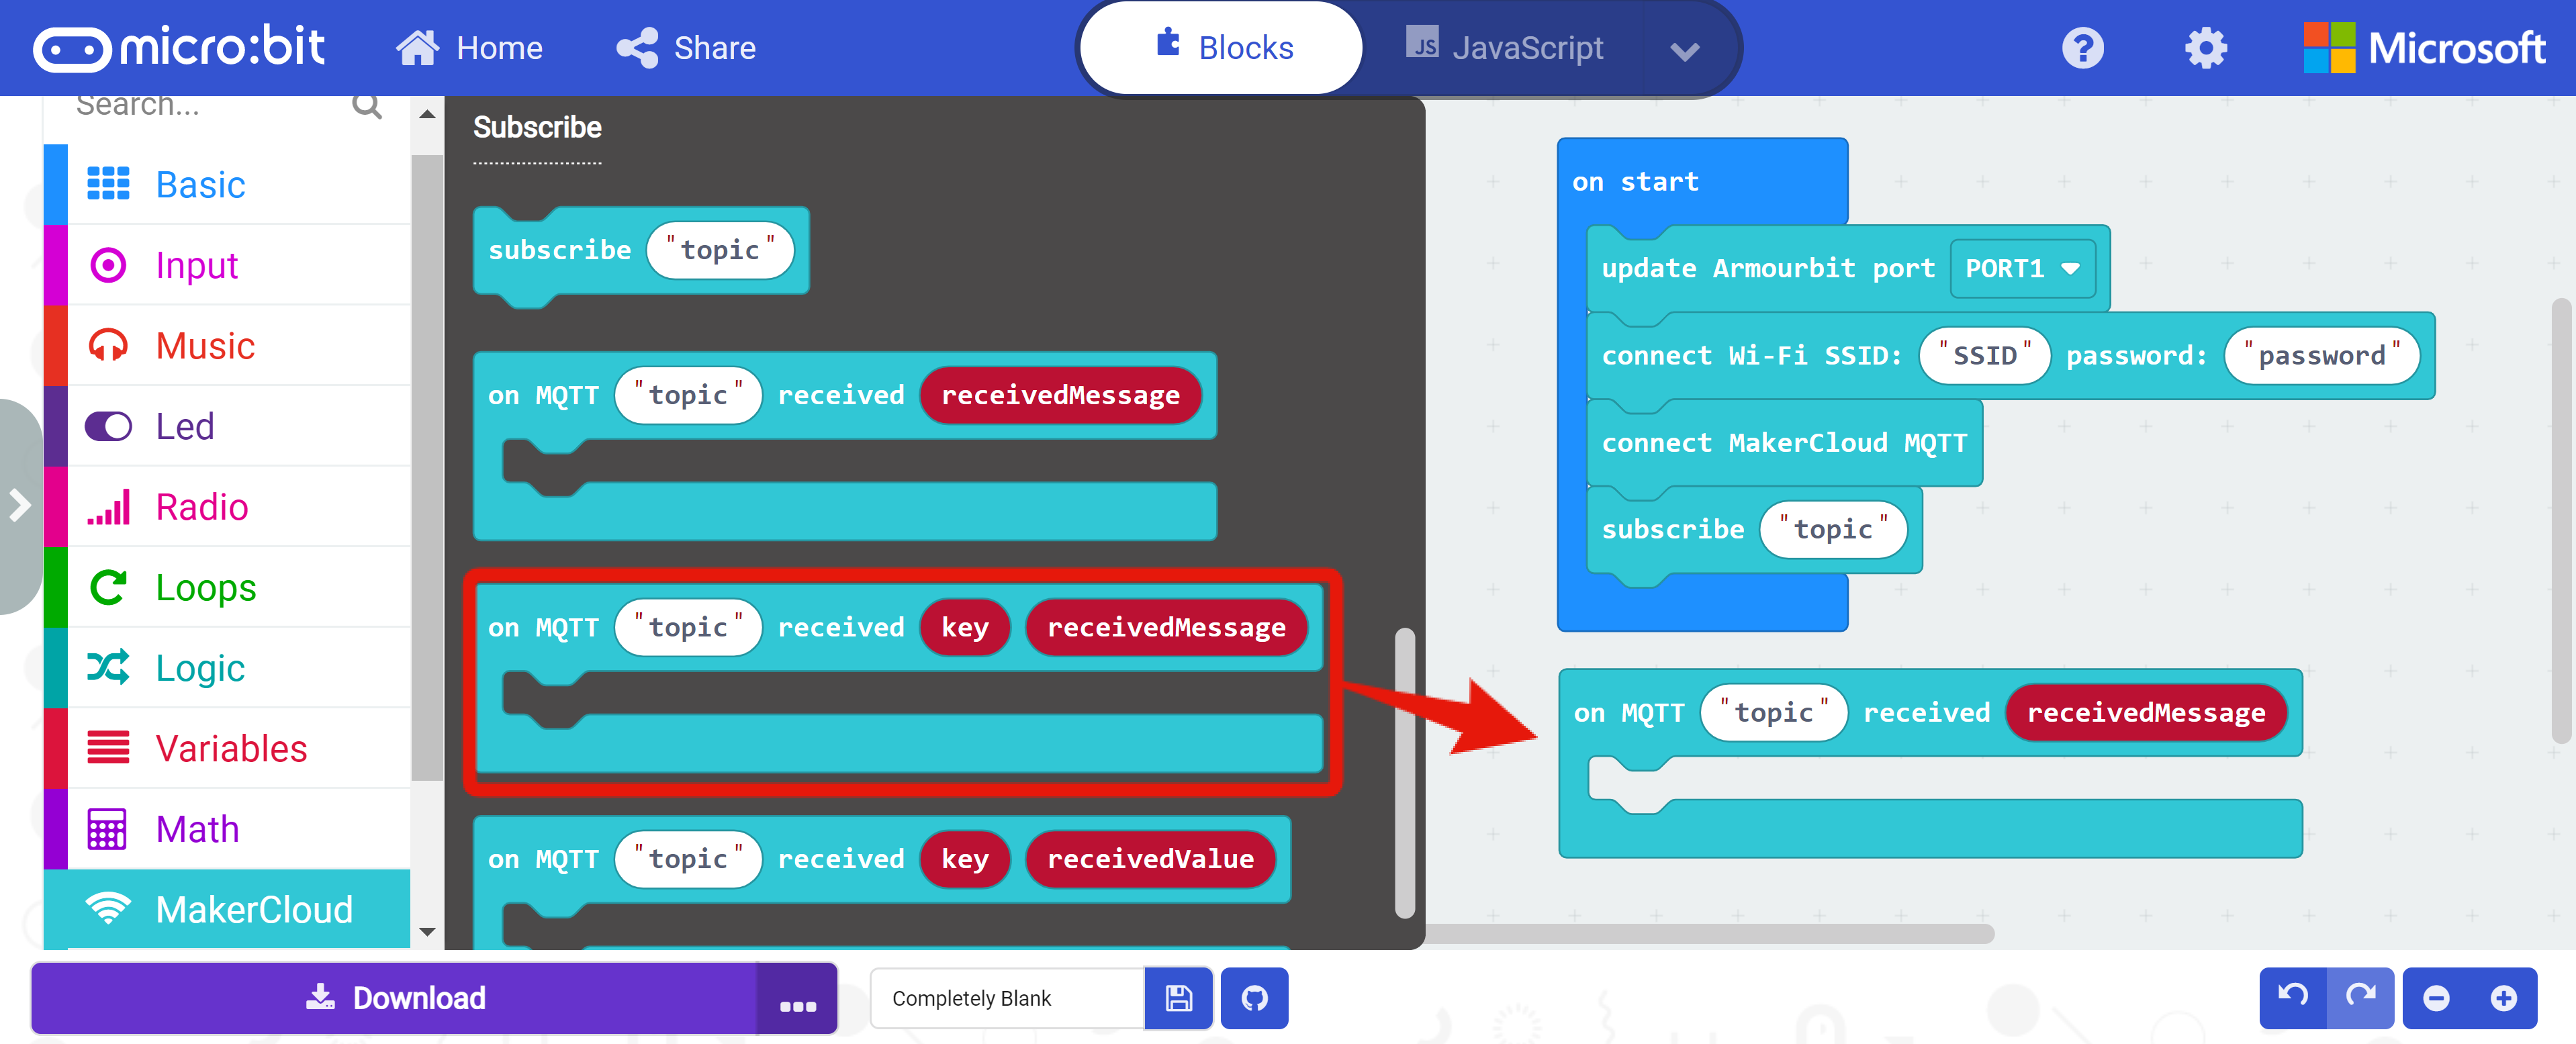 micro:bit Home Share Blocks JS JavaScript ? Microsoft
Search...
Basic
Input
Music
Led
Radio
Loops
Logic
Variables
Math
MakerCloud
Subscribe
subscribe "topic"
on MQTT "topic" received receivedMessage
on MQTT "topic" received key receivedMessage
on MQTT "topic" received key receivedValue
on start
update Armourbit port PORT1
connect Wi-Fi SSID: "SSID" password: "password"
connect MakerCloud MQTT
subscribe "topic"
on MQTT "topic" received receivedMessage
Download ... Completely Blank